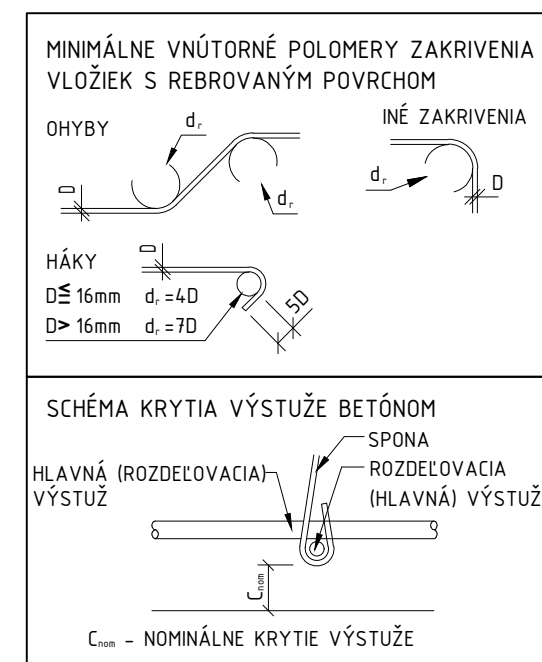 MINIMÁLNE VNÚTORNÉ POLOMERY ZAKRIVENIA
VLOŽIEK S REBROVANÝM POVRCHOM
OHYBY
dr
INÉ ZAKRIVENIA
D
dr
dr
D
HÁKY
D
D≦ 16mm dr =4D
D> 16mm dr =7D
5D
SCHÉMA KRYTIA VÝSTUŽE BETÓNOM
SPONA
HLAVNÁ (ROZDEĽOVACIA)
VÝSTUŽ
ROZDEĽOVACIA
(HLAVNÁ) VÝSTUŽ
Cnom
Cnom - NOMINÁLNE KRYTIE VÝSTUŽE